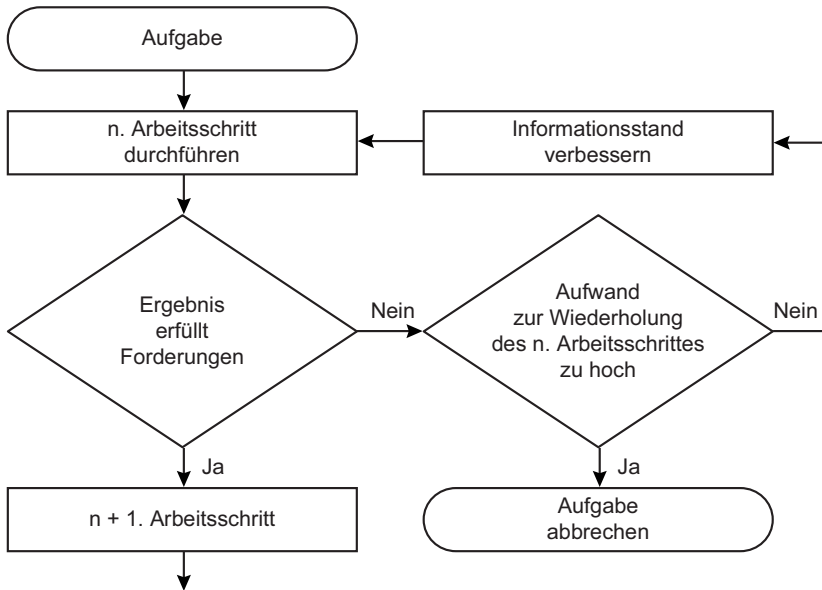 Aufgabe
n. Arbeitsschritt
durchführen
Informationsstand
verbessern
Ergebnis
erfüllt
Forderungen
Nein
Aufwand
zur Wiederholung
des n. Arbeitsschrittes
zu hoch
Nein
Ja
Ja
n + 1. Arbeitsschritt
Aufgabe
abbrechen